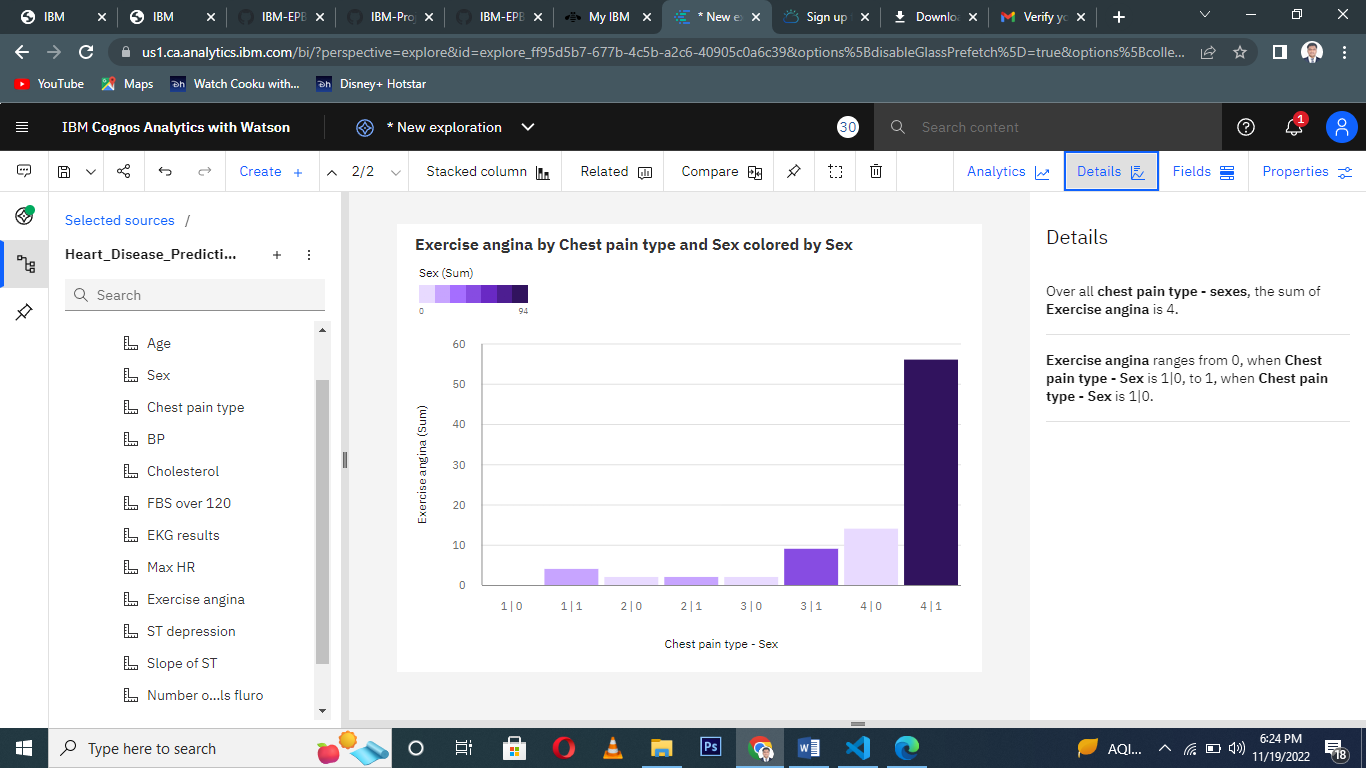 IBM
IBM
IBM-EPB
IBM-Proj
IBM-EPB
My IBM
* New ex
Sign up f
Downloa
Verify yo
us1.ca.analytics.ibm.com/bi/?perspective=explore&id=explore_ff95d5b7-677b-4c5b-a2c6-40905c0a6c39&options%5BdisableGlassPrefetch%5D=true&options%5Bcolle...
YouTube
Maps
Watch Cooku with...
Disney+ Hotstar
IBM Cognos Analytics with Watson
* New exploration
30
Search content
1
Create +
2/2
Stacked column
Related
Compare
Analytics
Details
Fields
Properties
Selected sources /
Heart_Disease_Predicti...
Search
Age
Sex
Chest pain type
BP
Cholesterol
FBS over 120
EKG results
Max HR
Exercise angina
ST depression
Slope of ST
Number o...ls fluro
Exercise angina by Chest pain type and Sex colored by Sex
Sex (Sum)
0 94
Exercise angina (Sum)
60
50
40
30
20
10
0
1|0 1|1 2|0 2|1 3|0 3|1 4|0 4|1
Chest pain type - Sex
Details
Over all chest pain type - sexes, the sum of
Exercise angina is 4.
Exercise angina ranges from 0, when Chest
pain type - Sex is 1|0, to 1, when Chest pain
type - Sex is 1|0.
Type here to search
Ps
AQI...
6:24 PM
11/19/2022
18